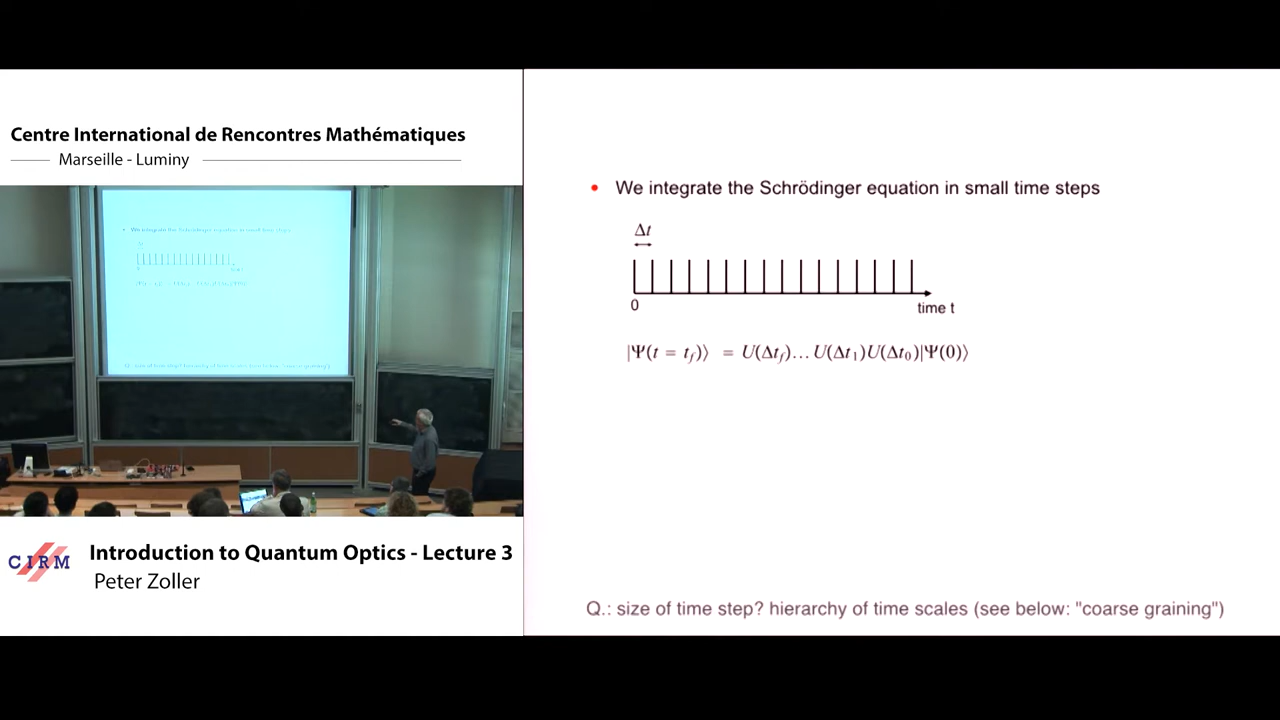 Centre International de Rencontres Mathématiques
Marseille - Luminy
CIRM
Introduction to Quantum Optics - Lecture 3
Peter Zoller
• We integrate the Schrödinger equation in small time steps
Δt
0
time t
|Ψ(t = t_f)⟩ = U(Δt_f)... U(Δt_1)U(Δt_0)|Ψ(0)⟩
Q.: size of time step? hierarchy of time scales (see below: "coarse graining")